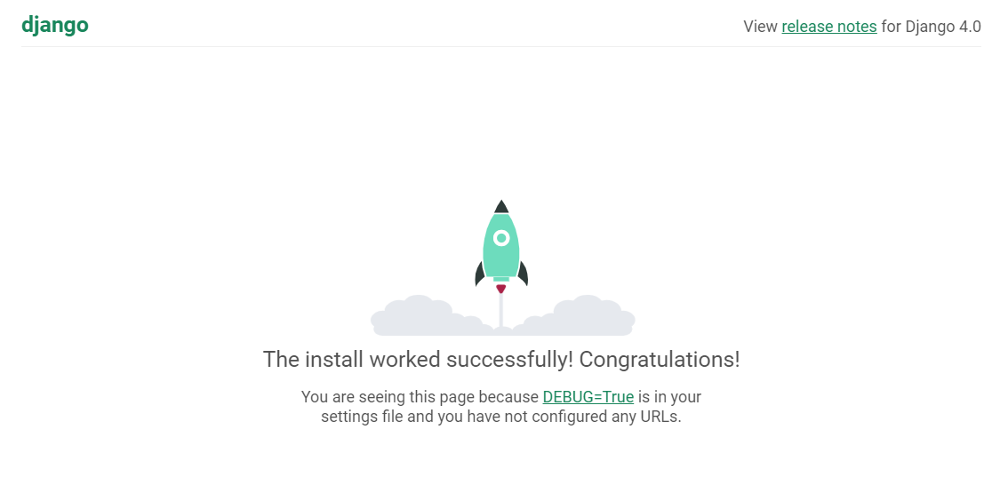 django
View release notes for Django 4.0
The install worked successfully! Congratulations!
You are seeing this page because DEBUG=True is in your
settings file and you have not configured any URLs.